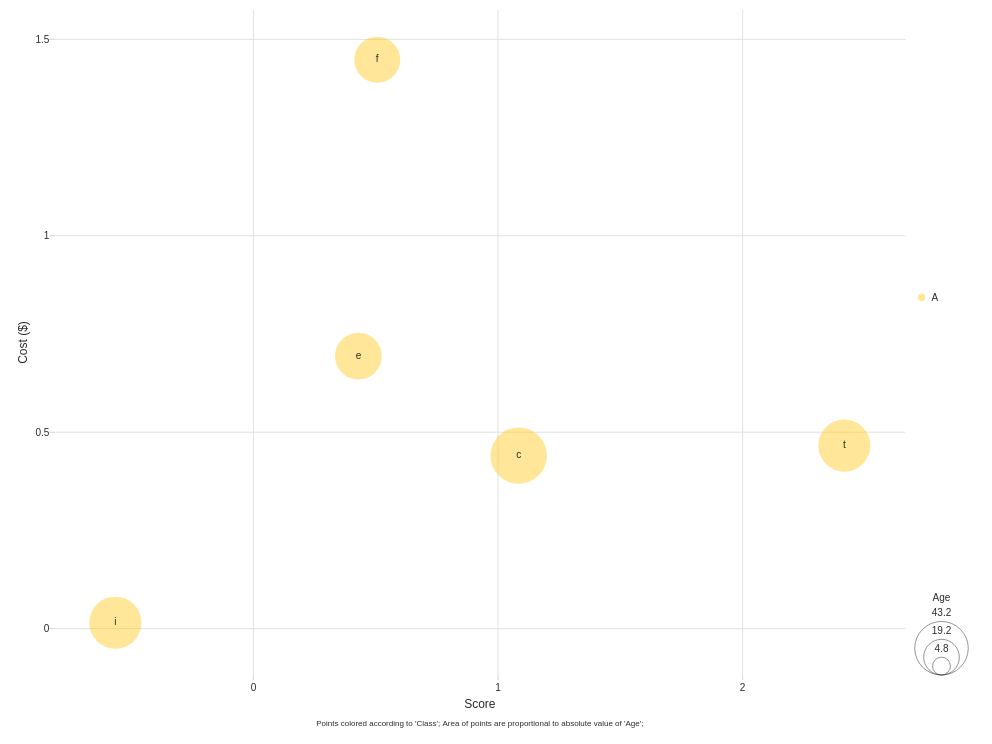 1.5
1
0.5
0
Cost ($)
f
e
c
t
i
0
1
2
Score
A
Age
43.2
19.2
4.8
Points colored according to 'Class'; Area of points are proportional to absolute value of 'Age';